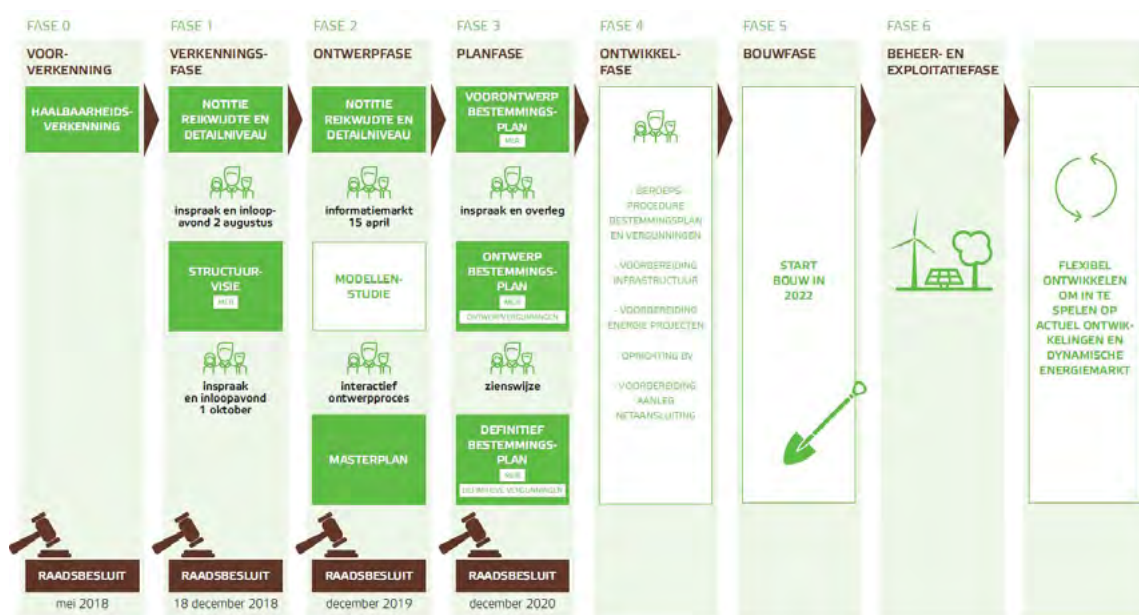 FASE 0
VOOR-
VERKENNING
HAALBAARHEIDS-
VERKENNING
RAADSBESLUIT
mei 2018
FASE 1
VERKENNINGS-
FASE
NOTITIE
REIKWIJDTE EN
DETAILNIVEAU
inspraak en inloop-
avond 2 augustus
STRUCTUUR-
VISIE
MER
inspraak
en inloopavond
1 oktober
RAADSBESLUIT
18 december 2018
FASE 2
ONTWERPFASE
NOTITIE
REIKWIJDTE EN
DETAILNIVEAU
informatiemarkt
15 april
MODELLEN-
STUDIE
interactief
ontwerpproces
MASTERPLAN
RAADSBESLUIT
december 2019
FASE 3
PLANFASE
VOORONTWERP
BESTEMMINGS-
PLAN
MER
inspraak en overleg
ONTWERP
BESTEMMINGS-
PLAN
MER
ONTWERPVERGUNNINGEN
zienswijze
DEFINITIEF
BESTEMMINGS-
PLAN
MER
DEFINITIEVE VERGUNNINGEN
RAADSBESLUIT
december 2020
FASE 4
ONTWIKKEL-
FASE
- BEROEPS-
PROCEDURE
BESTEMMINGSPLAN
EN VERGUNNINGEN
- VOORBEREIDING
INFRASTRUCTUUR
- VOORBEREIDING
ENERGIE PROJECTEN
OPRICHTING BV
- VOORBEREIDING
AANLEG
NETAANSLUITING
FASE 5
BOUWFASE
START
BOUW IN
2022
FASE 6
BEHEER- EN
EXPLOITATIEFASE
FLEXIBEL
ONTWIKKELEN
OM IN TE
SPELEN OP
ACTUEL ONTWIK-
KELINGEN EN
DYNAMISCHE
ENERGIEMARKT